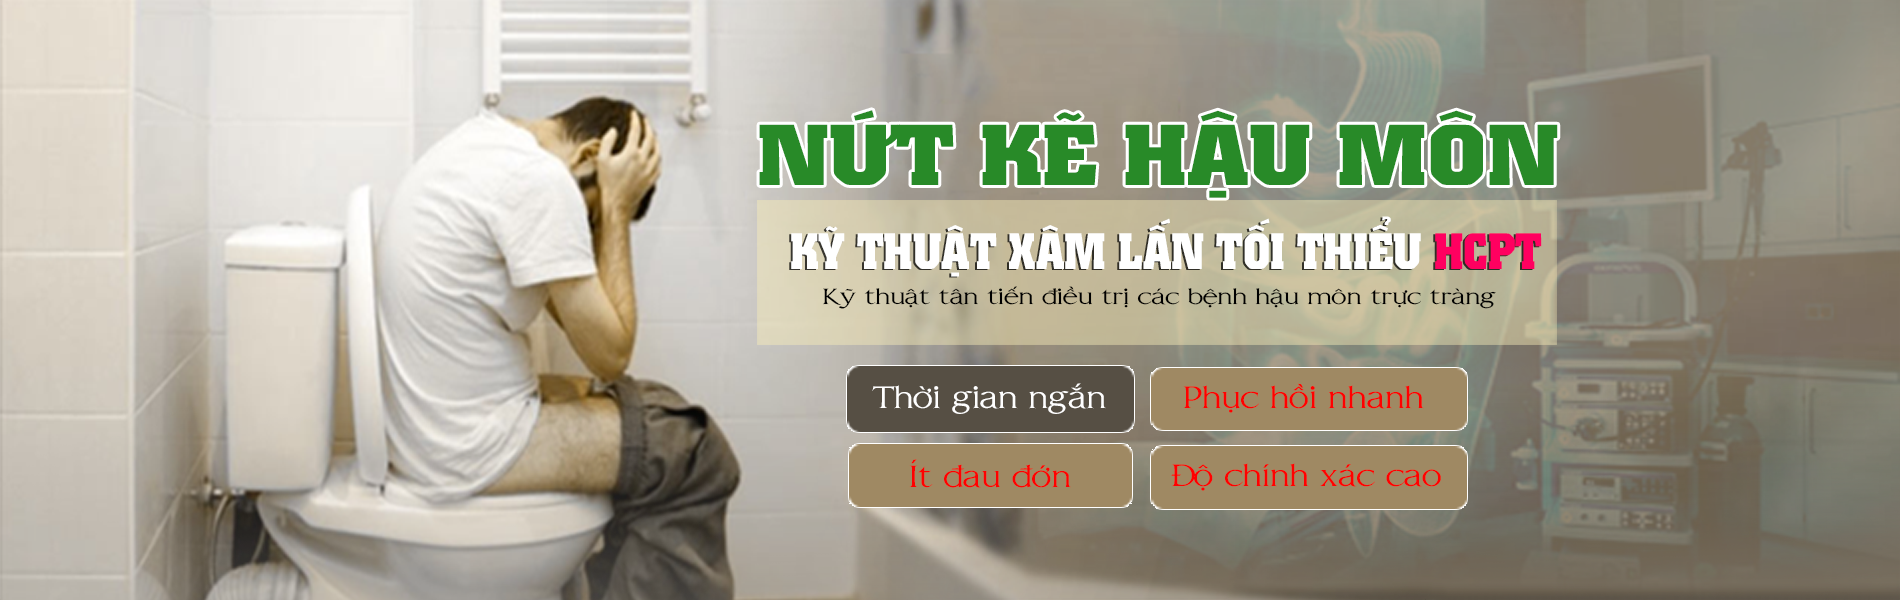 NỨT KẼ HẬU MÔN
KỸ THUẬT XÂM LẤN TỐI THIỂU HCPT
Kỹ thuật tân tiến điều trị các bệnh hậu môn trực tràng
Thời gian ngắn
Phục hồi nhanh
Ít đau đớn
Độ chính xác cao